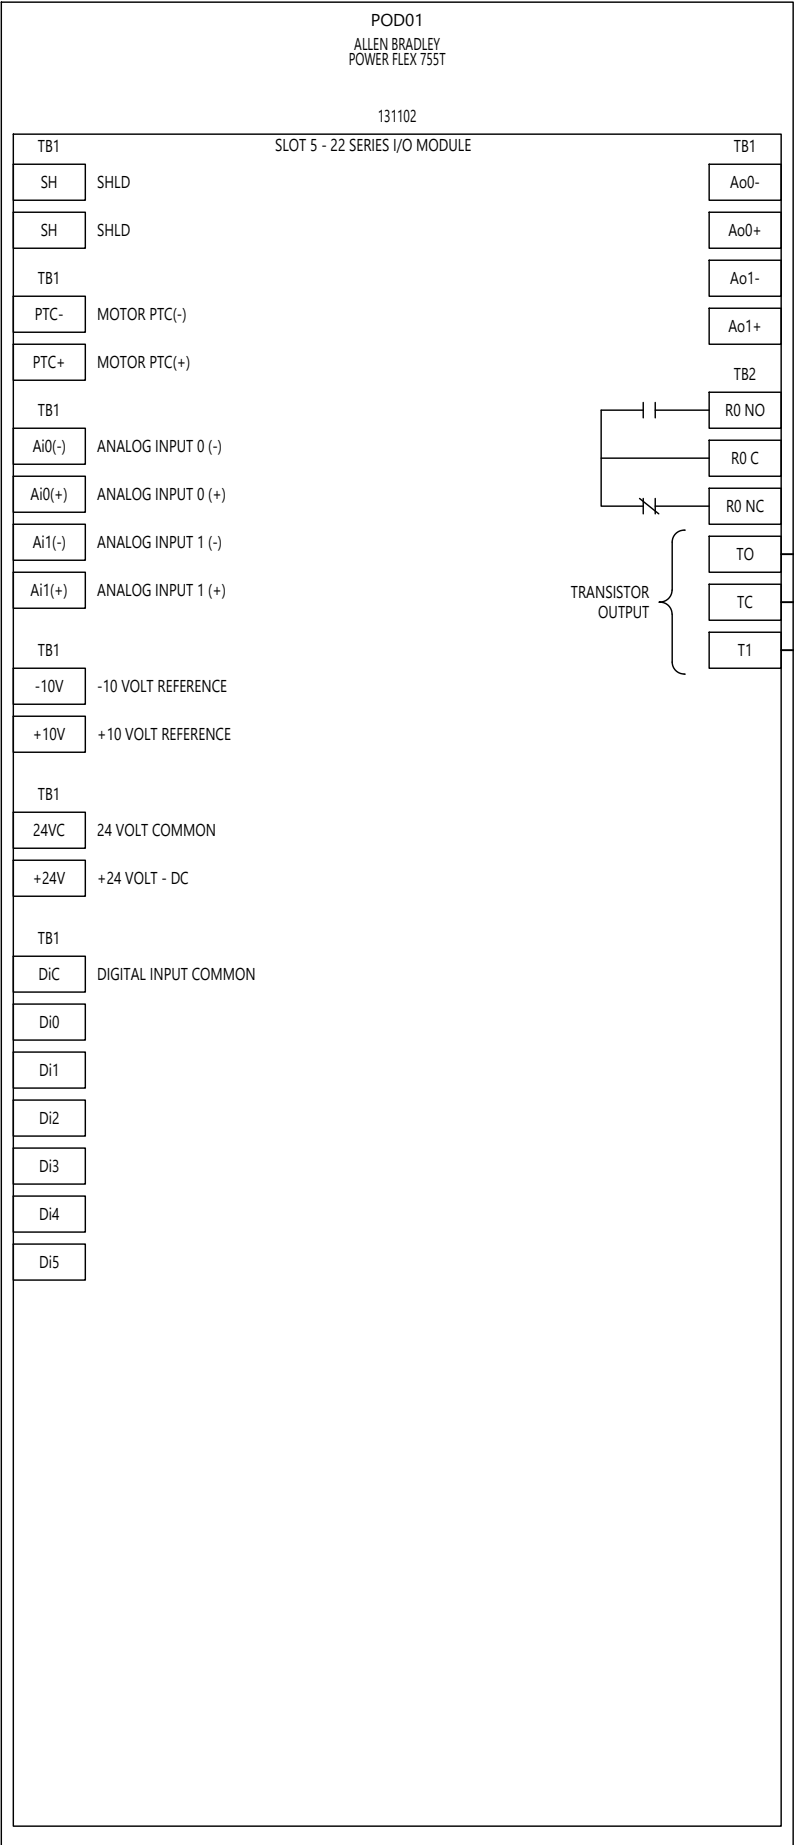 POD01
ALLEN BRADLEY
POWER FLEX 755T
131102
TB1 SLOT 5 - 22 SERIES I/O MODULE TB1
SH SHLD Ao0-
SH SHLD Ao0+
TB1 Ao1-
PTC- MOTOR PTC(-) Ao1+
PTC+ MOTOR PTC(+) TB2
TB1 R0 NO
Ai0(-) ANALOG INPUT 0 (-) R0 C
Ai0(+) ANALOG INPUT 0 (+) R0 NC
Ai1(-) ANALOG INPUT 1 (-) TO
Ai1(+) ANALOG INPUT 1 (+) TRANSISTOR
OUTPUT TC
TB1 T1
-10V -10 VOLT REFERENCE
+10V +10 VOLT REFERENCE
TB1
24VC 24 VOLT COMMON
+24V +24 VOLT - DC
TB1
DiC DIGITAL INPUT COMMON
Di0
Di1
Di2
Di3
Di4
Di5